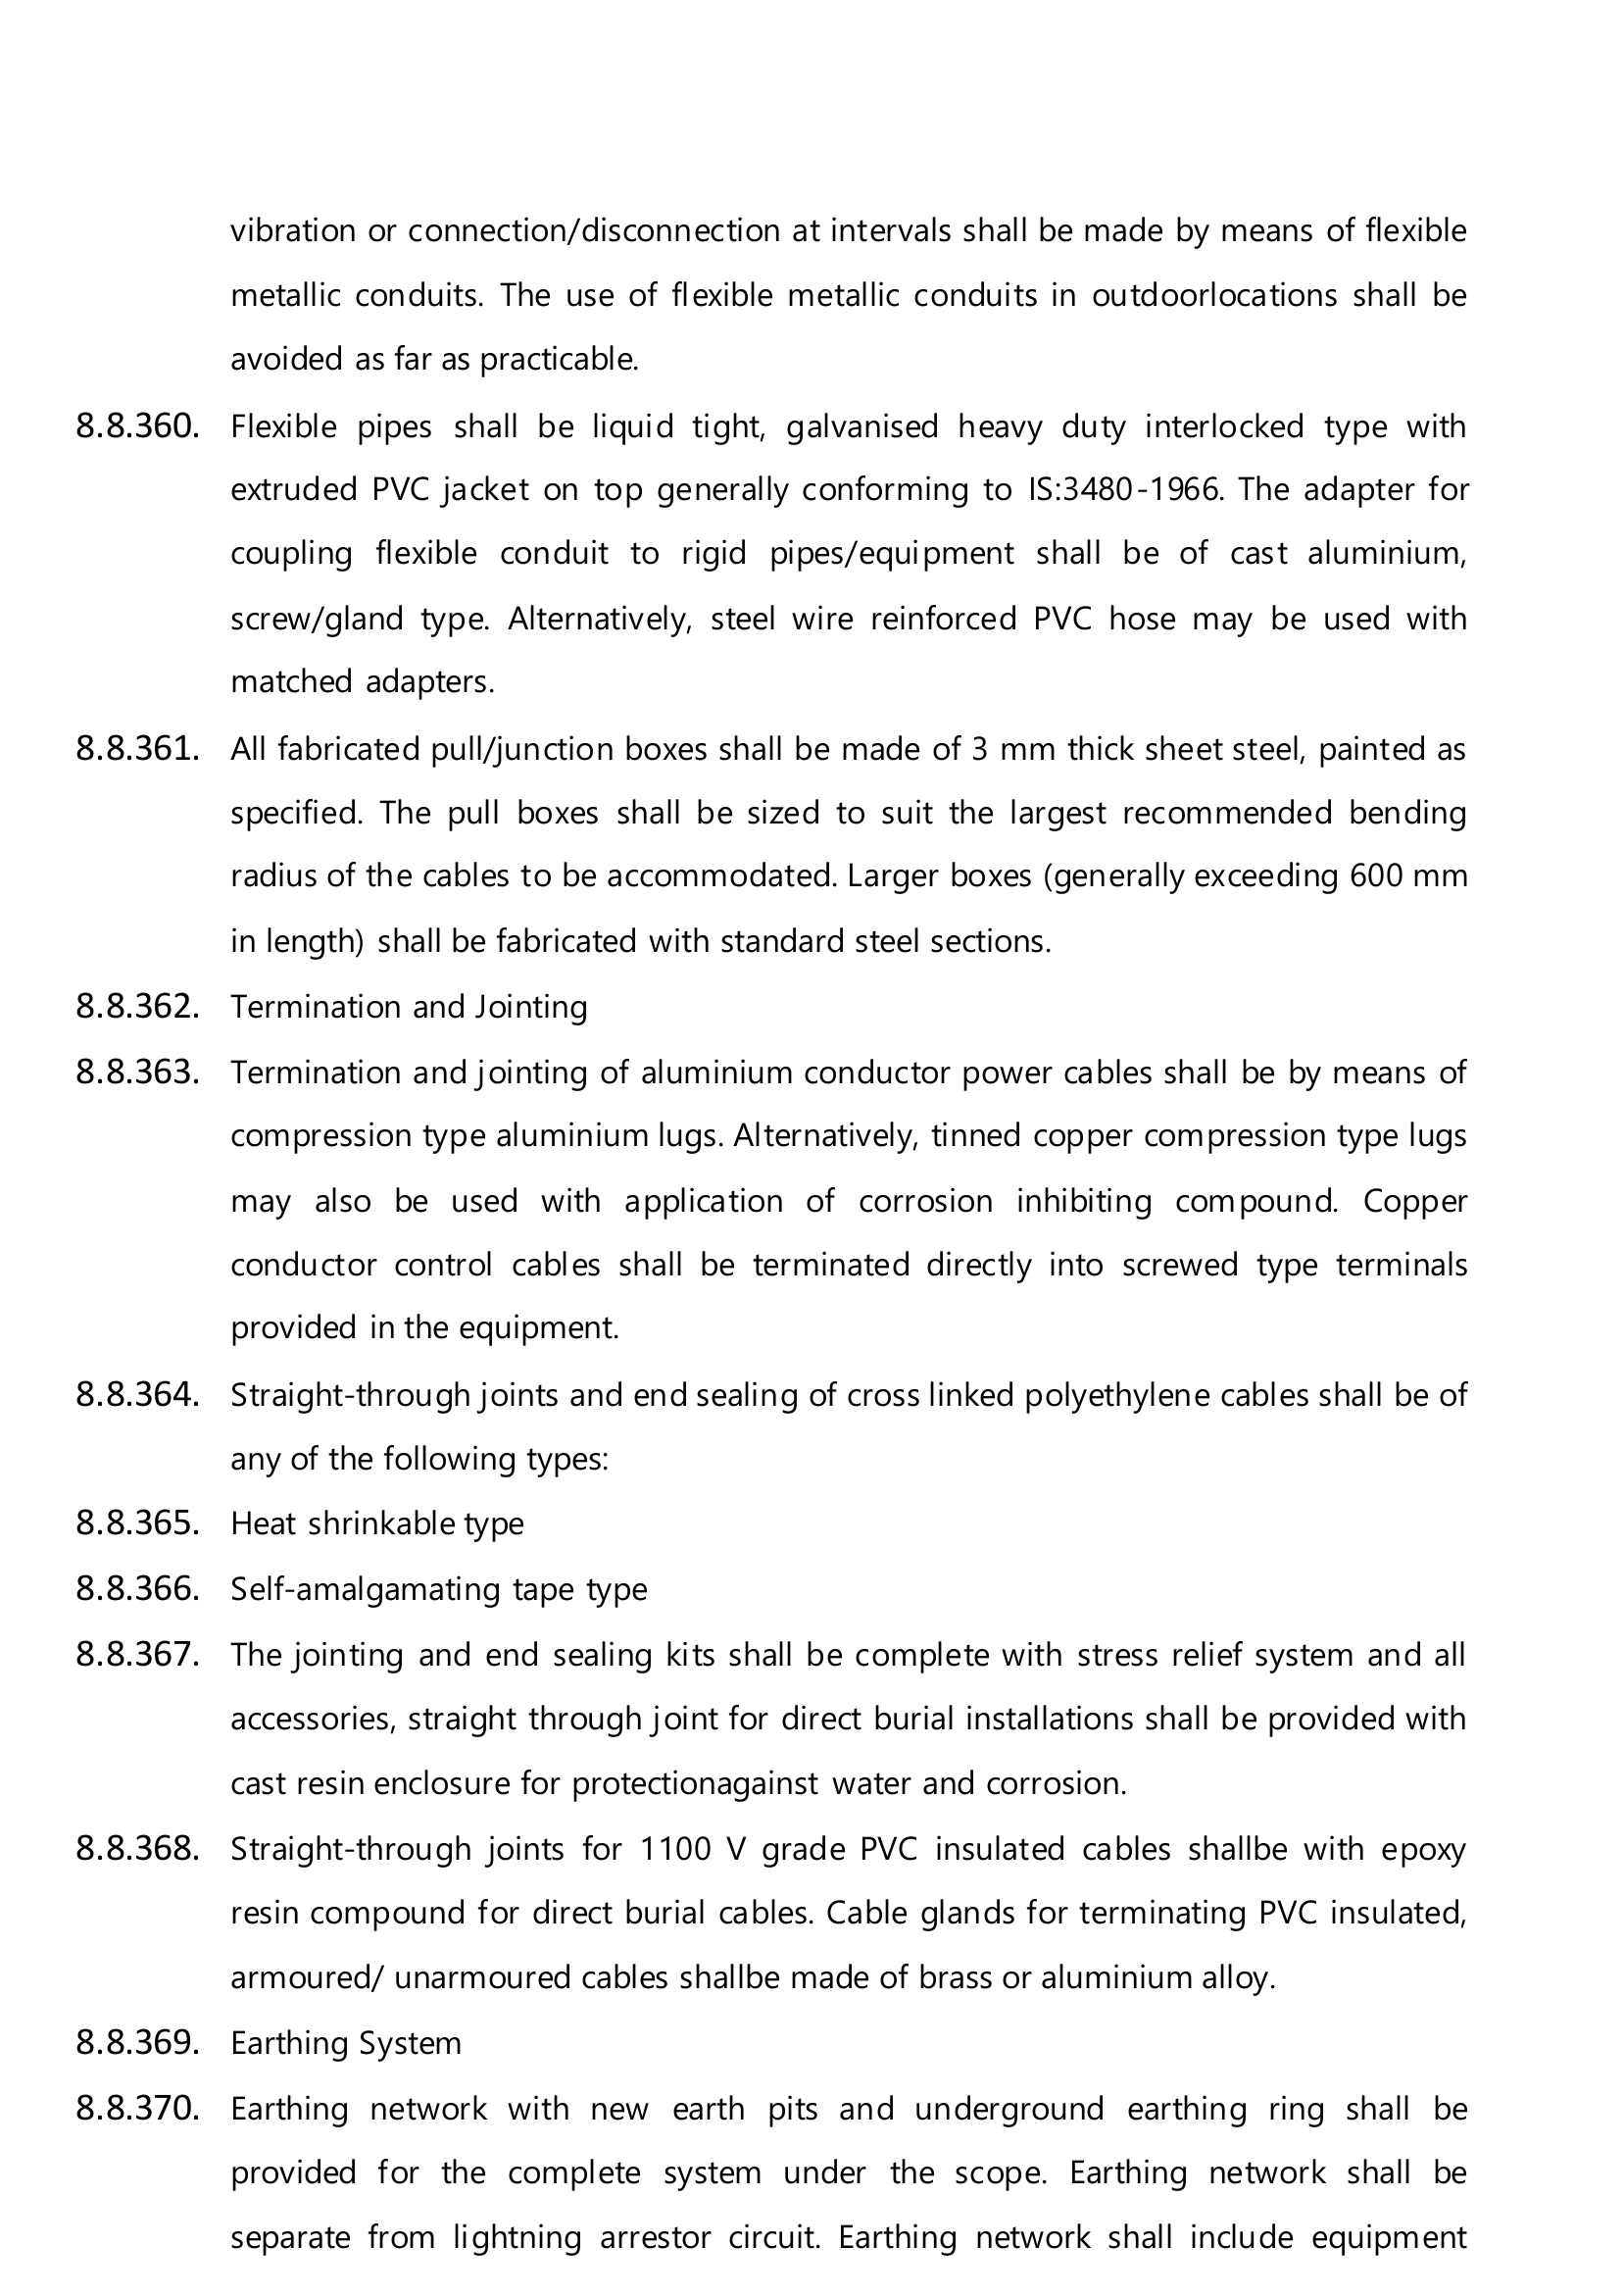 vibration or connection/disconnection at intervals shall be made by means of flexible
metallic conduits. The use of flexible metallic conduits in outdoorlocations shall be
avoided as far as practicable.
8.8.360. Flexible pipes shall be liquid tight, galvanised heavy duty interlocked type with
extruded PVC jacket on top generally conforming to IS:3480-1966. The adapter for
coupling flexible conduit to rigid pipes/equipment shall be of cast aluminium,
screw/gland type. Alternatively, steel wire reinforced PVC hose may be used with
matched adapters.
8.8.361. All fabricated pull/junction boxes shall be made of 3 mm thick sheet steel, painted as
specified. The pull boxes shall be sized to suit the largest recommended bending
radius of the cables to be accommodated. Larger boxes (generally exceeding 600 mm
in length) shall be fabricated with standard steel sections.
8.8.362. Termination and Jointing
8.8.363. Termination and jointing of aluminium conductor power cables shall be by means of
compression type aluminium lugs. Alternatively, tinned copper compression type lugs
may also be used with application of corrosion inhibiting compound. Copper
conductor control cables shall be terminated directly into screwed type terminals
provided in the equipment.
8.8.364. Straight-through joints and end sealing of cross linked polyethylene cables shall be of
any of the following types:
8.8.365. Heat shrinkable type
8.8.366. Self-amalgamating tape type
8.8.367. The jointing and end sealing kits shall be complete with stress relief system and all
accessories, straight through joint for direct burial installations shall be provided with
cast resin enclosure for protectionagainst water and corrosion.
8.8.368. Straight-through joints for 1100 V grade PVC insulated cables shallbe with epoxy
resin compound for direct burial cables. Cable glands for terminating PVC insulated,
armoured/ unarmoured cables shallbe made of brass or aluminium alloy.
8.8.369. Earthing System
8.8.370. Earthing network with new earth pits and underground earthing ring shall be
provided for the complete system under the scope. Earthing network shall be
separate from lightning arrestor circuit. Earthing network shall include equipment